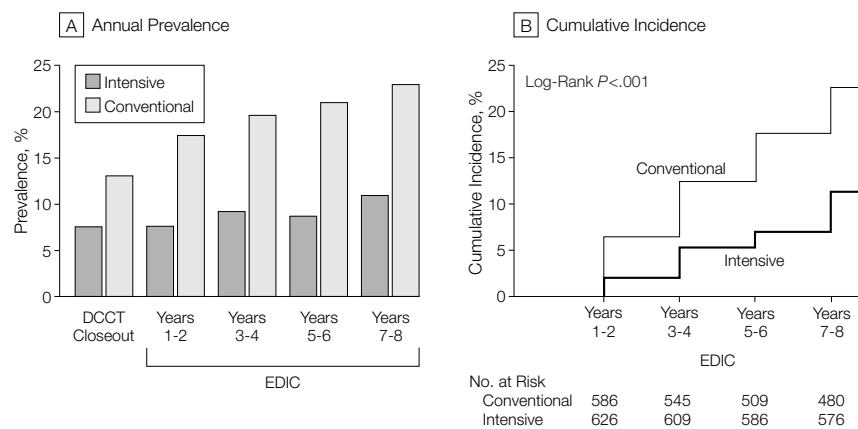 A Annual Prevalence
25
20
15
10
5
0
Prevalence, %
Intensive
Conventional
DCCT
Closeout
Years
1-2
Years
3-4
Years
5-6
Years
7-8
EDIC
B Cumulative Incidence
25
20
15
10
5
0
Cumulative Incidence, %
Log-Rank P<.001
Conventional
Intensive
Years
1-2
Years
3-4
Years
5-6
Years
7-8
EDIC
No. at Risk
Conventional 586 545 509 480
Intensive 626 609 586 576